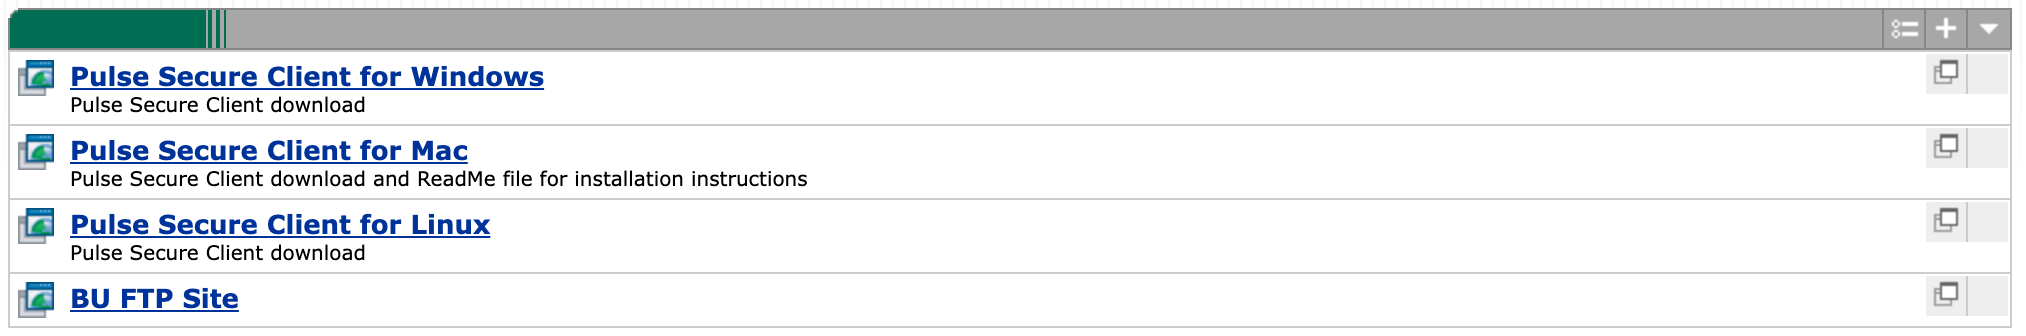 Pulse Secure Client for Windows
Pulse Secure Client download
Pulse Secure Client for Mac
Pulse Secure Client download and ReadMe file for installation instructions
Pulse Secure Client for Linux
Pulse Secure Client download
BU FTP Site